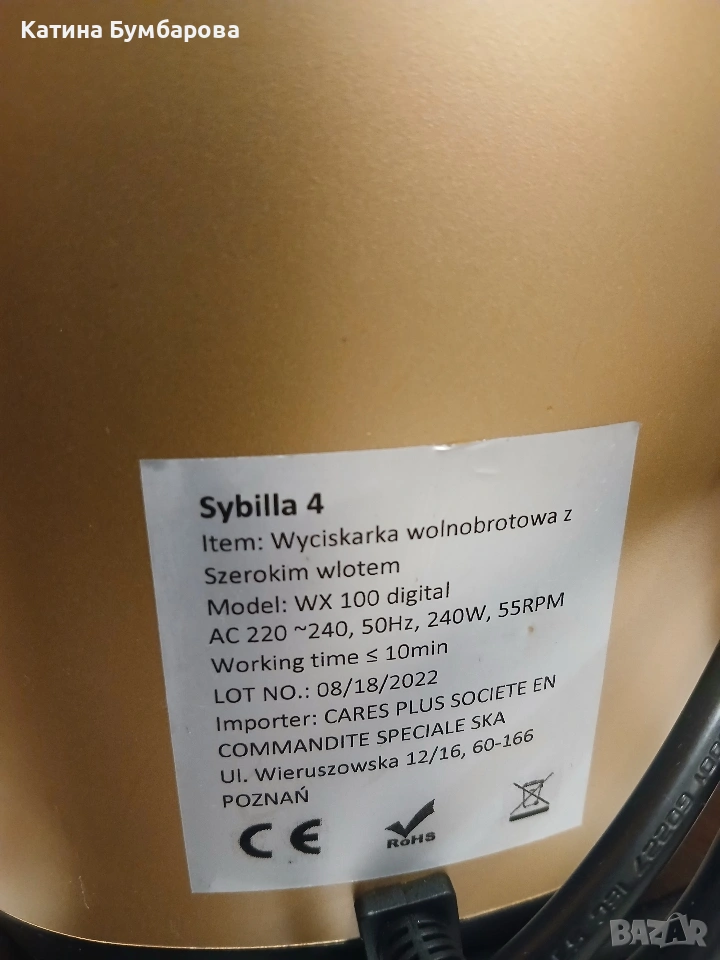 Катина Бумбарова
Sybilla 4
Item: Wyciskarka wolnobrotowa z
Szerokim wlotem
Model: WX 100 digital
AC 220 ~240, 50Hz, 240W, 55RPM
Working time ≤ 10min
LOT NO.: 08/18/2022
Importer: CARES PLUS SOCIETE EN
COMMANDITE SPECIALE SKA
Ul. Wieruszowska 12/16, 60-166
POZNAŃ
CE
RoHS
BAZAR